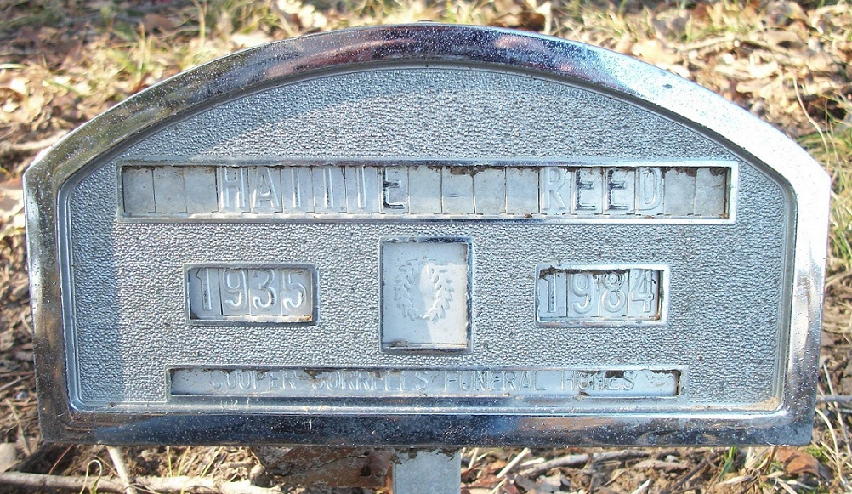 HATTIE REED
1935 1984
COOPER SORRELLS FUNERAL HOMES